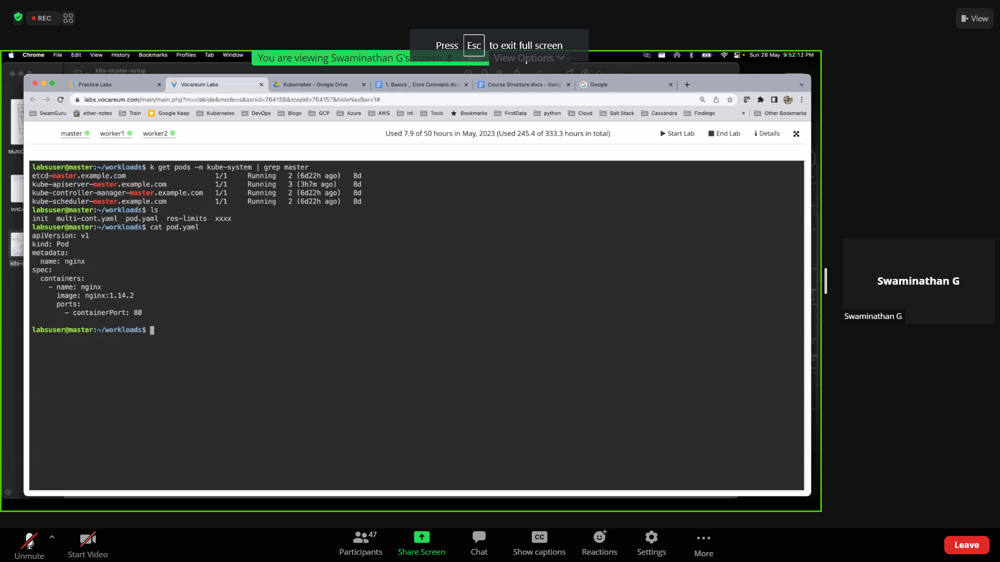 REC
View
Press Esc to exit full screen
Chrome File Edit View History Bookmarks Profiles Tab Window
You are viewing Swaminathan G's screen
REC
View Options
Sun 28 May 9:52:12 PM
k8s-cluster-setup
Practice Labs
Vocareum Labs
Kubernetes - Google Drive
1. Basics _ Core Concepts.do
Course Structure.docx - Goog
Google
labs.vocareum.com/main/main.php?m=clabide&mode=s&asnid=764156&stepid=764157&hideNavBar=1#
SwamGuru ether-notes Train Google Keep Kubernetes DevOps Blogs GCP Azure AWS Int Tools Bookmarks FirstData python Cloud Salt Stack Cassandra Findings » Other Bookmarks
master worker1 worker2
Used 7.9 of 50 hours in May, 2023 (Used 245.4 of 333.3 hours in total)
Start Lab End Lab Details
MultiC
InitCo
k8s-c
labsuser@master:~/workloads$ k get pods -n kube-system | grep master
etcd-master.example.com 1/1 Running 2 (6d22h ago) 8d
kube-apiserver-master.example.com 1/1 Running 3 (3h7m ago) 8d
kube-controller-manager-master.example.com 1/1 Running 2 (6d22h ago) 8d
kube-scheduler-master.example.com 1/1 Running 2 (6d22h ago) 8d
labsuser@master:~/workloads$ ls
init multi-cont.yaml pod.yaml res-limits xxxx
labsuser@master:~/workloads$ cat pod.yaml
apiVersion: v1
kind: Pod
metadata:
name: nginx
spec:
containers:
- name: nginx
image: nginx:1.14.2
ports:
- containerPort: 80
labsuser@master:~/workloads$
Swaminathan G
Swaminathan G
Unmute
Start Video
47
Participants
Share Screen
Chat
CC
Show captions
Reactions
Settings
More
Leave